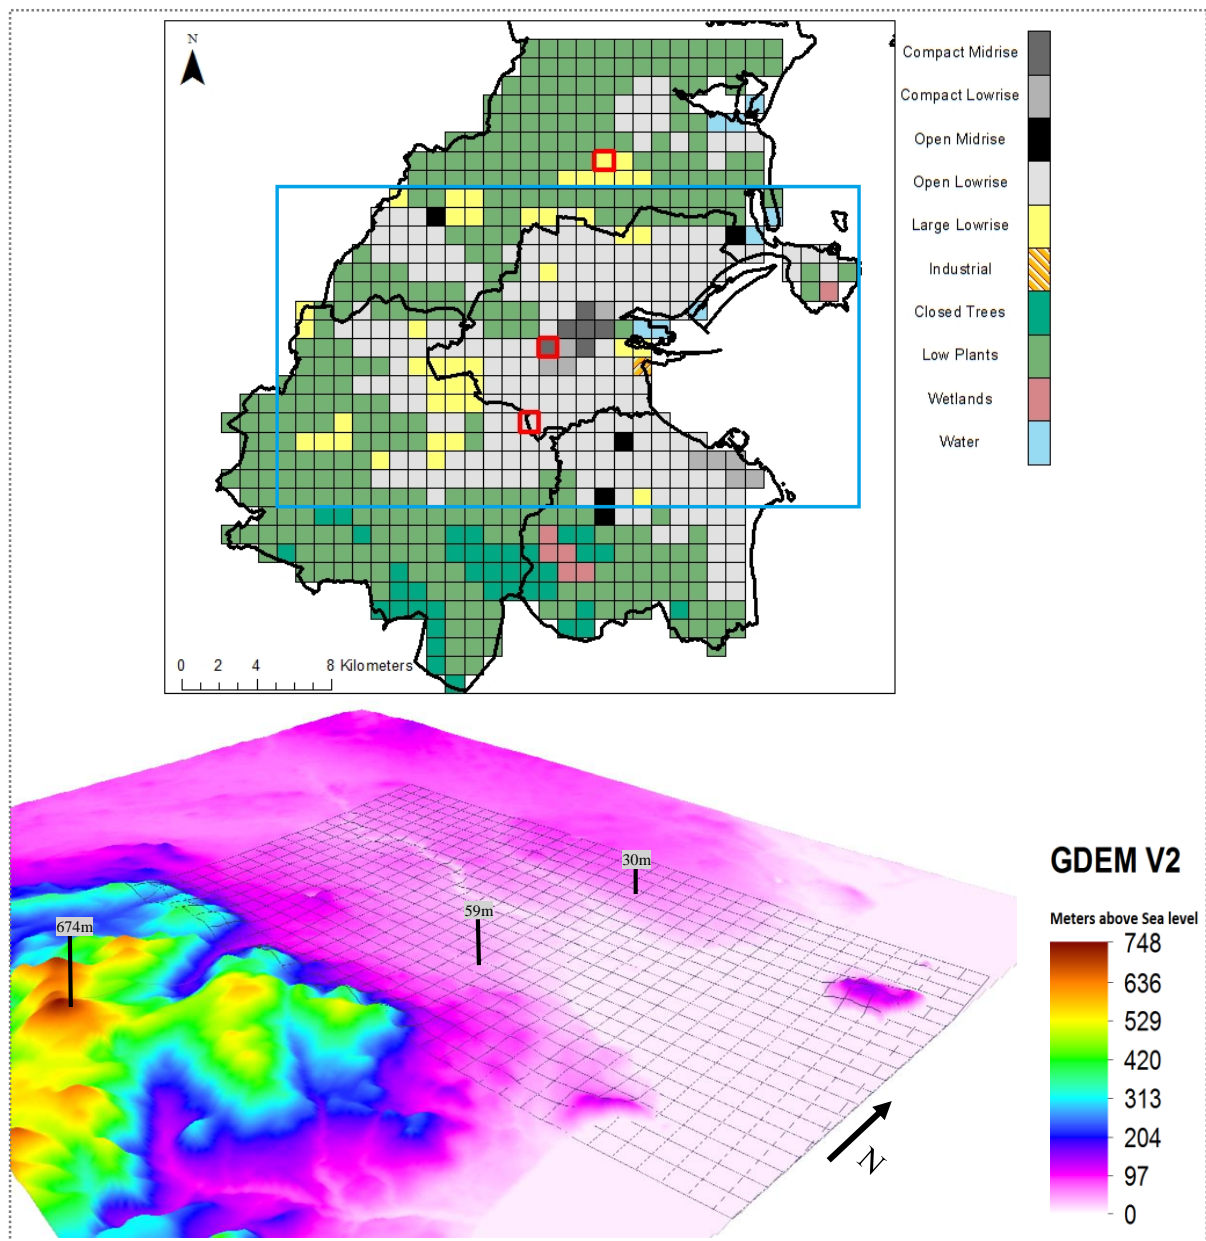 N
Compact Midrise
Compact Lowrise
Open Midrise
Open Lowrise
Large Lowrise
Industrial
Closed Trees
Low Plants
Wetlands
Water
0 2 4 8 Kilometers
30m
59m
674m
GDEM V2
Meters above Sea level
748
636
529
420
313
204
97
0
N